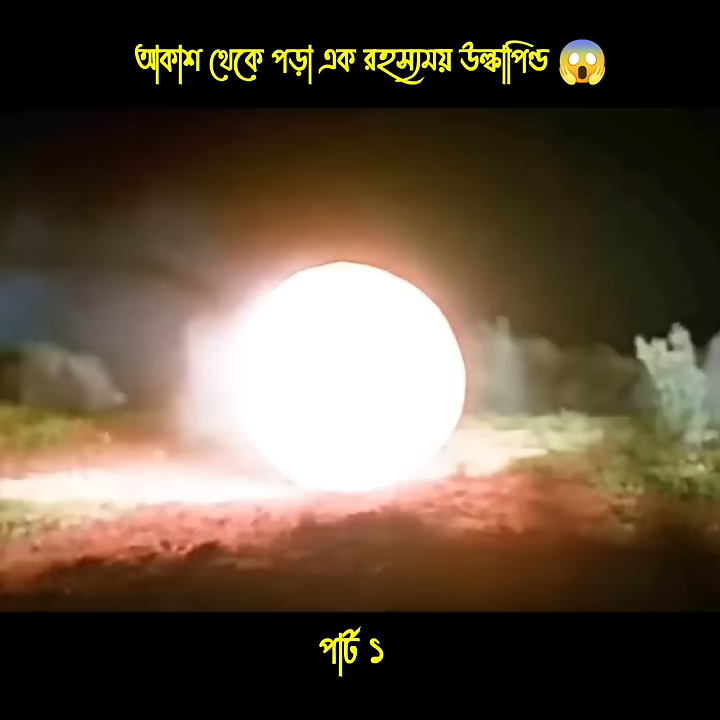 আকাশ থেকে পড়া এক রহস্যময় উল্কাপিন্ড 😱
পার্ট ১